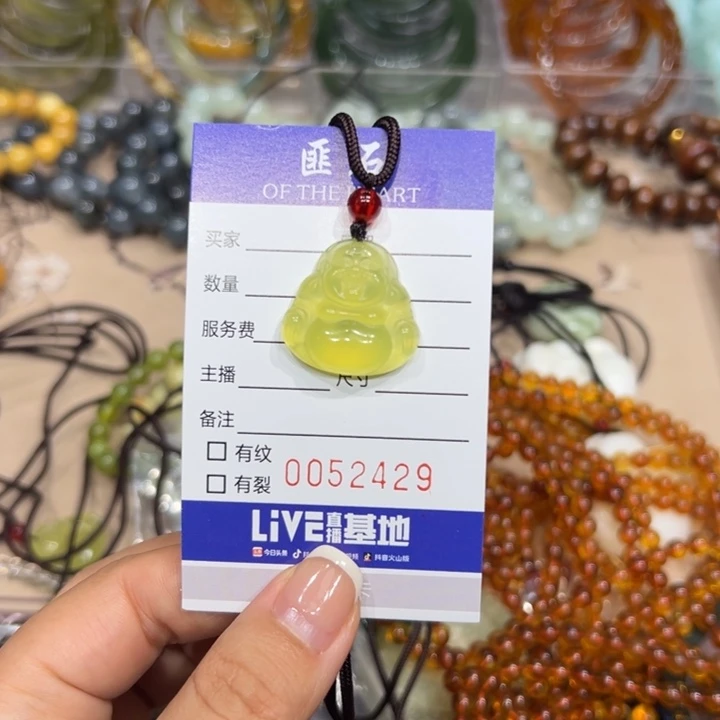 匪石
OF THE HEART
买家
数量
服务费
主播 尺寸
备注
有纹
有裂 0052429
LiVE直播基地
今日头条 抖音火山版